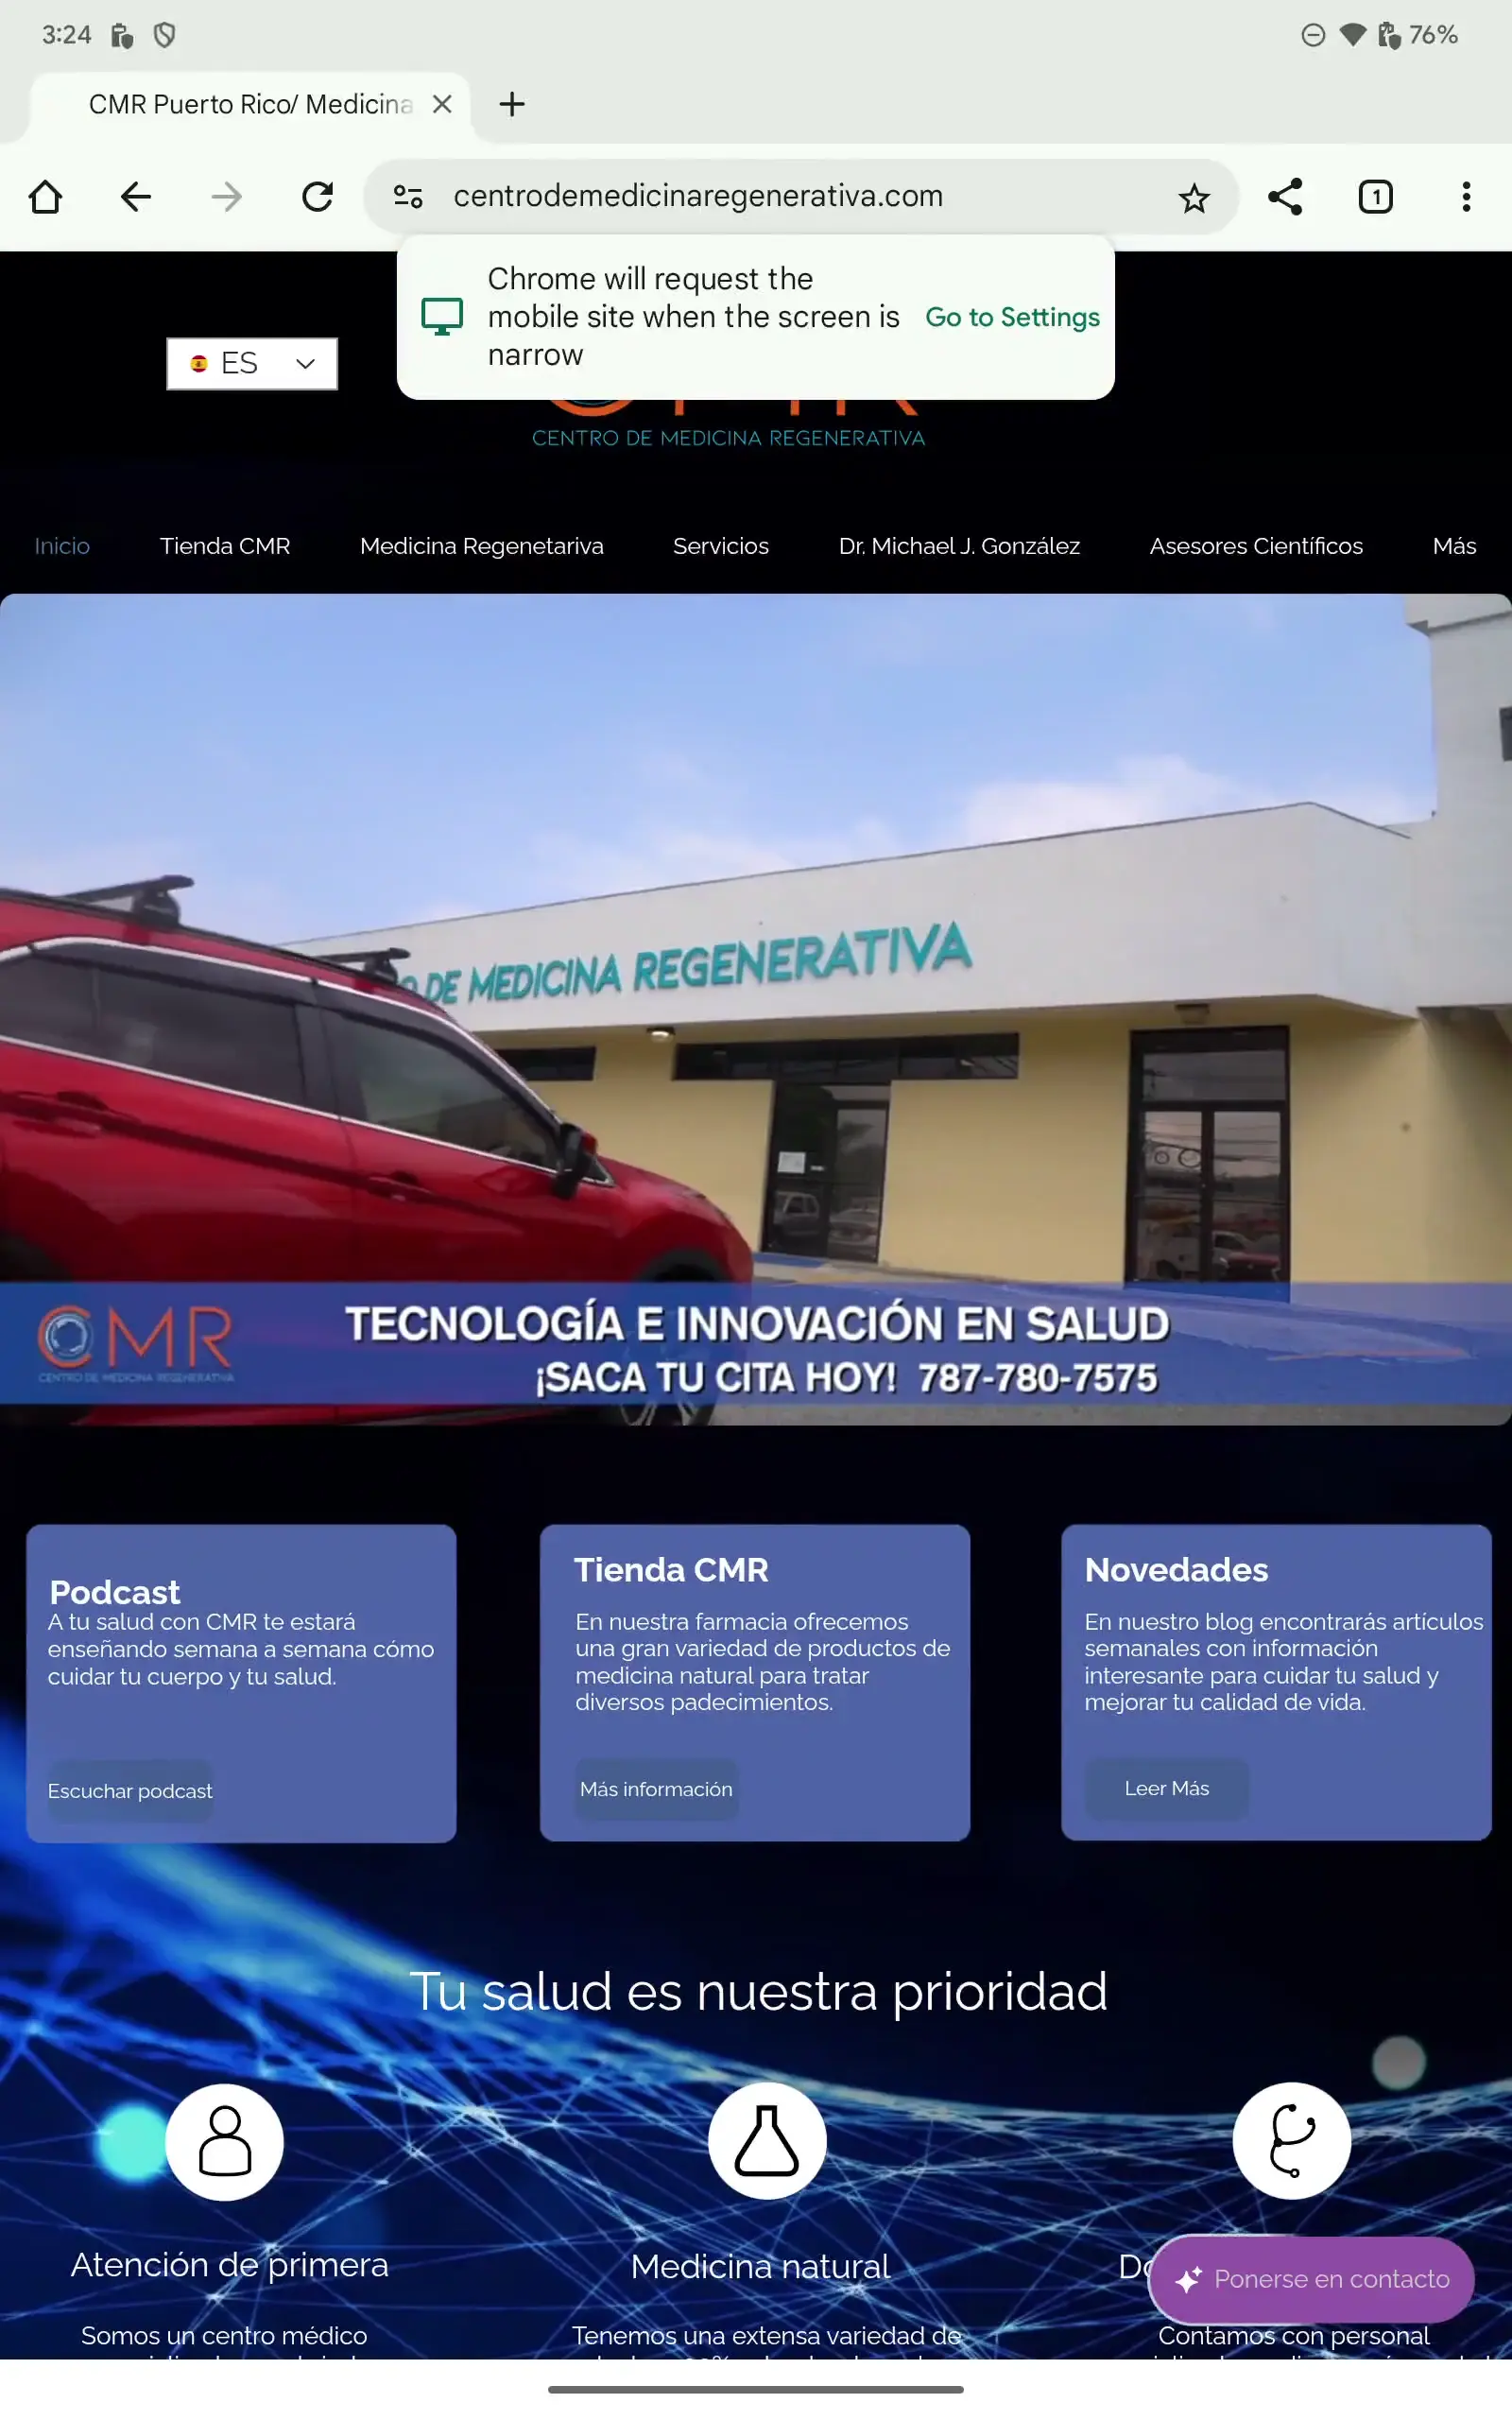 3:24
76%
CMR Puerto Rico/ Medicina
centrodemedicinaregenerativa.com
1
Chrome will request the
mobile site when the screen is
narrow
Go to Settings
ES
CENTRO DE MEDICINA REGENERATIVA
Inicio
Tienda CMR
Medicina Regenetariva
Servicios
Dr. Michael J. González
Asesores Científicos
Más
O DE MEDICINA REGENERATIVA
CMR
CENTRO DE MEDICINA REGENERATIVA
TECNOLOGÍA E INNOVACIÓN EN SALUD
¡SACA TU CITA HOY! 787-780-7575
Podcast
A tu salud con CMR te estará
enseñando semana a semana cómo
cuidar tu cuerpo y tu salud.
Escuchar podcast
Tienda CMR
En nuestra farmacia ofrecemos
una gran variedad de productos de
medicina natural para tratar
diversos padecimientos.
Más información
Novedades
En nuestro blog encontrarás artículos
semanales con información
interesante para cuidar tu salud y
mejorar tu calidad de vida.
Leer Más
Tu salud es nuestra prioridad
Atención de primera
Somos un centro médico
Medicina natural
Tenemos una extensa variedad de
Ponerse en contacto
Contamos con personal